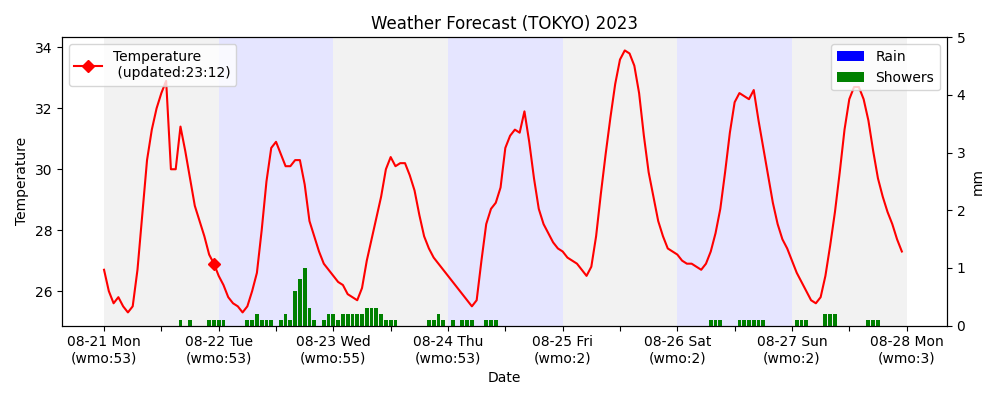 Weather Forecast (TOKYO) 2023
Temperature
(updated:23:12)
Rain
Showers
34
32
30
28
26
Temperature
5
4
3
2
1
0
mm
08-21 Mon
(wmo:53)
08-22 Tue
(wmo:53)
08-23 Wed
(wmo:55)
08-24 Thu
(wmo:53)
08-25 Fri
(wmo:2)
08-26 Sat
(wmo:2)
08-27 Sun
(wmo:2)
08-28 Mon
(wmo:3)
Date